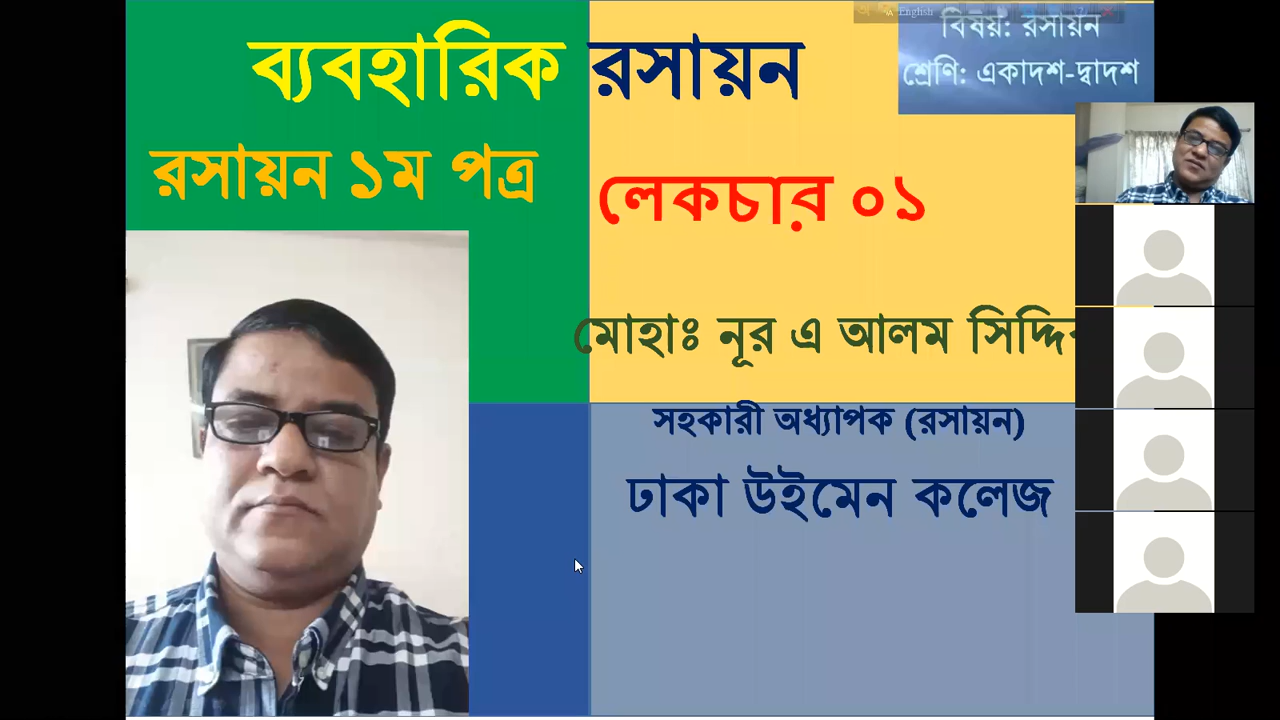 ব্যবহারিক রসায়ন
রসায়ন ১ম পত্র
লেকচার ০১
মোহাঃ নূর এ আলম
সহকারী অধ্যাপক (রসায়ন)
ঢাকা উইমেন কলেজ
English
বিষয়: রসায়ন
শ্রেণি: একাদশ-দ্বাদশ